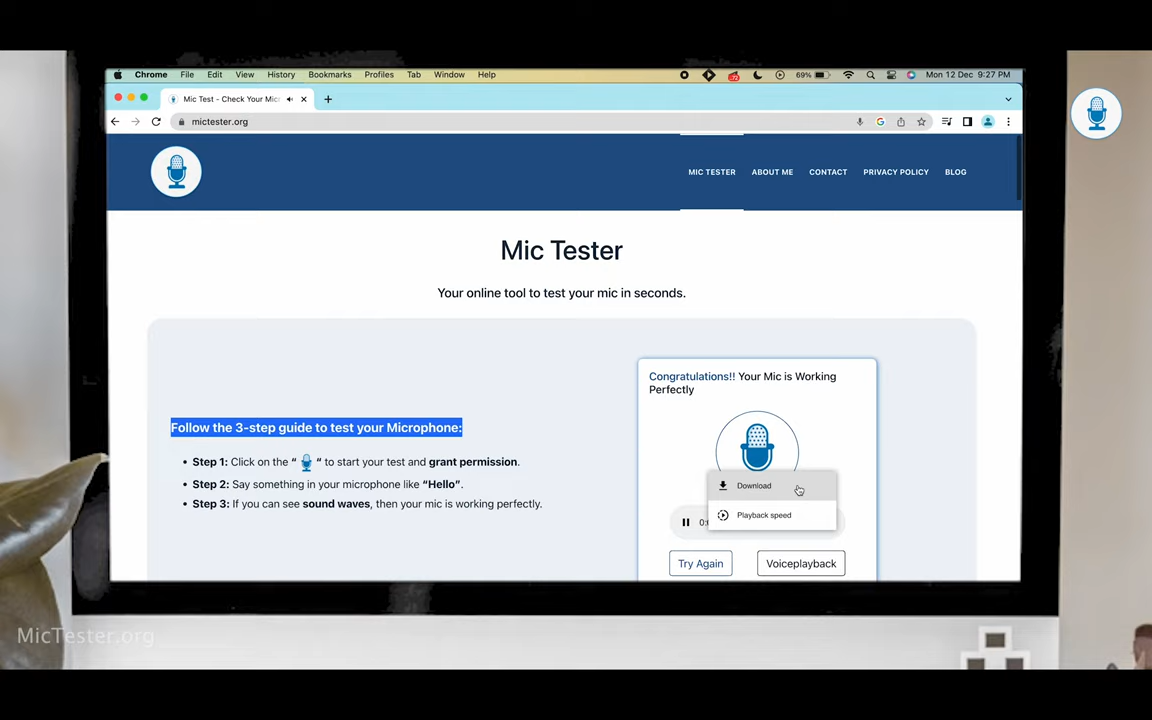 Chrome File Edit View History Bookmarks Profiles Tab Window Help 72 69% Mon 12 Dec 9:27 PM
Mic Test - Check Your Mic
mictester.org
MIC TESTER ABOUT ME CONTACT PRIVACY POLICY BLOG
Mic Tester
Your online tool to test your mic in seconds.
Follow the 3-step guide to test your Microphone:
• Step 1: Click on the “ “ to start your test and grant permission.
• Step 2: Say something in your microphone like “Hello”.
• Step 3: If you can see sound waves, then your mic is working perfectly.
Congratulations!! Your Mic is Working
Perfectly
Download
Playback speed
Try Again Voiceplayback
MicTester.org